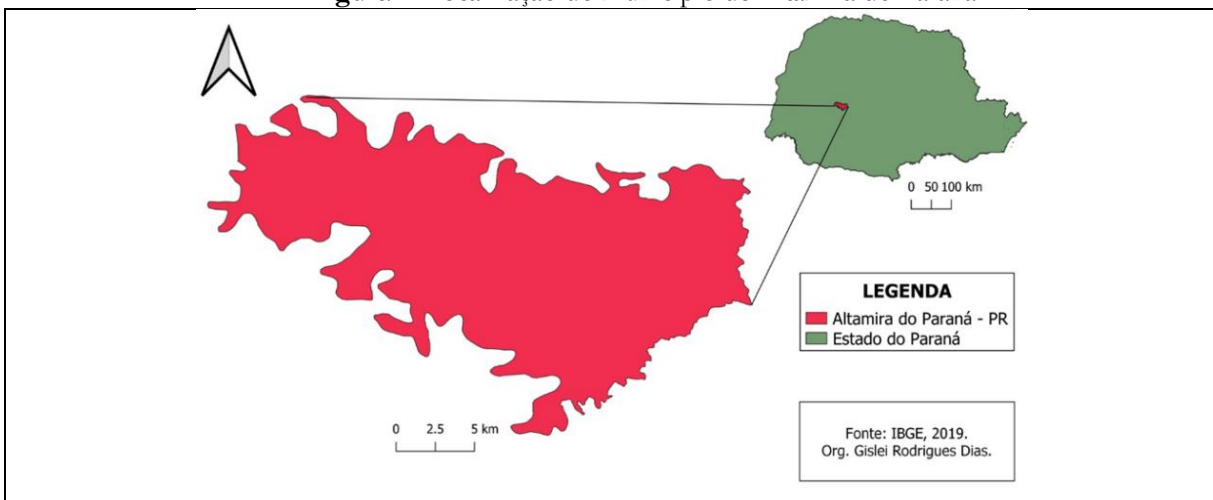 0 50 100 km
LEGENDA
Altamira do Paraná - PR
Estado do Paraná
0 2.5 5 km
Fonte: IBGE, 2019.
Org. Gislei Rodrigues Dias.